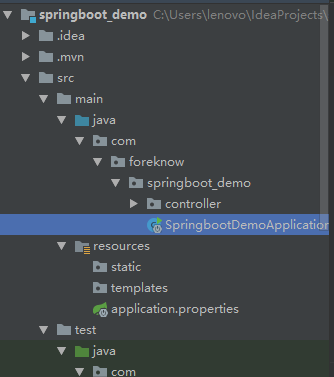 springboot_demo C:\Users\lenovo\IdeaProjects\
.idea
.mvn
src
main
java
com
foreknow
springboot_demo
controller
SpringbootDemoApplication
resources
static
templates
application.properties
test
java
com